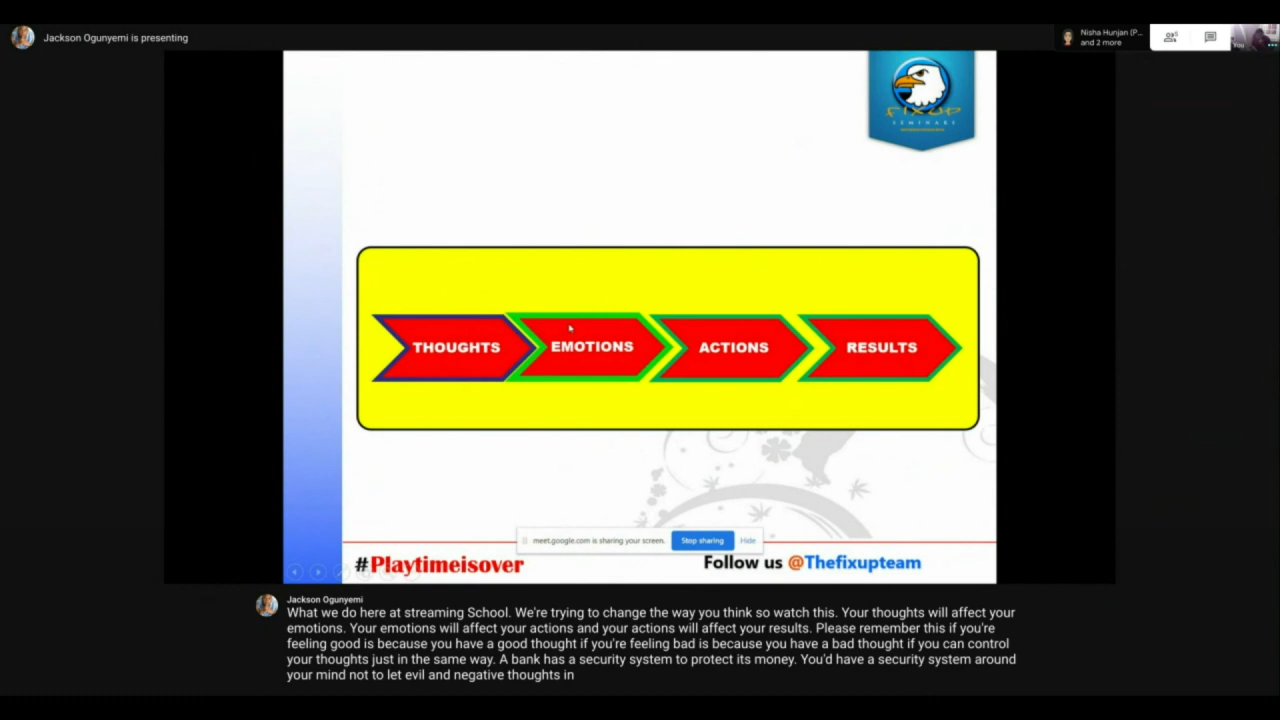 Jackson Ogunyemi is presenting
Nisha Hunjan (P...
and 2 more
You
FIXUP
SEMINARS
THOUGHTS
EMOTIONS
ACTIONS
RESULTS
meet.google.com is sharing your screen.
Stop sharing
Hide
#Playtimeisover
Follow us @Thefixupteam
Jackson Ogunyemi
What we do here at streaming School. We're trying to change the way you think so watch this. Your thoughts will affect your
emotions. Your emotions will affect your actions and your actions will affect your results. Please remember this if you're
feeling good is because you have a good thought if you're feeling bad is because you have a bad thought if you can control
your thoughts just in the same way. A bank has a security system to protect its money. You'd have a security system around
your mind not to let evil and negative thoughts in